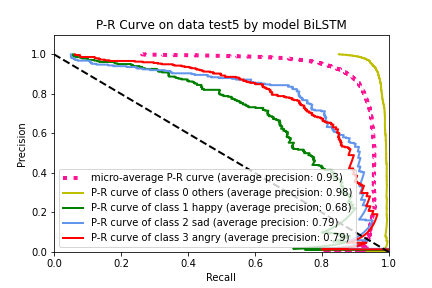 P-R Curve on data test5 by model BiLSTM
1.0
0.8
0.6
0.4
0.2
0.0
Precision
micro-average P-R curve (average precision: 0.93)
P-R curve of class 0 others (average precision: 0.98)
P-R curve of class 1 happy (average precision: 0.68)
P-R curve of class 2 sad (average precision: 0.79)
P-R curve of class 3 angry (average precision: 0.79)
0.0 0.2 0.4 0.6 0.8 1.0
Recall